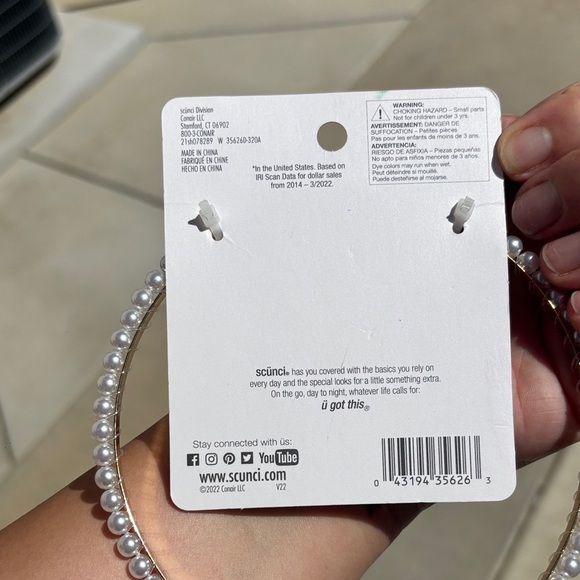 scünci Division
Conair LLC
Stamford, CT 06902
800-3-CONAIR
21sh078289 W 356260-320A
MADE IN CHINA
FABRIQUÉ EN CHINE
HECHO EN CHINA
*In the United States. Based on
IRI Scan Data for dollar sales
from 2014 – 3/2022.
WARNING:
CHOKING HAZARD – Small parts
Not for children under 3 yrs.
AVERTISSEMENT: DANGER DE
SUFFOCATION – Petites pièces.
Pas pour enfants de moins de 3 ans.
ADVERTENCIA:
RIESGO DE ASFIXIA – Piezas pequeñas
No apto para niños menores de 3 años.
Dye colors may run when wet.
Peut déteindre si mouillé.
Puede desteñirse al mojarse.
scünci® has you covered with the basics you rely on
every day and the special looks for a little something extra.
On the go, day to night, whatever life calls for:
ü got this®
Stay connected with üs:
YouTube
www.scunci.com
©2022 Conair LLC V22
0 43194 35626 3